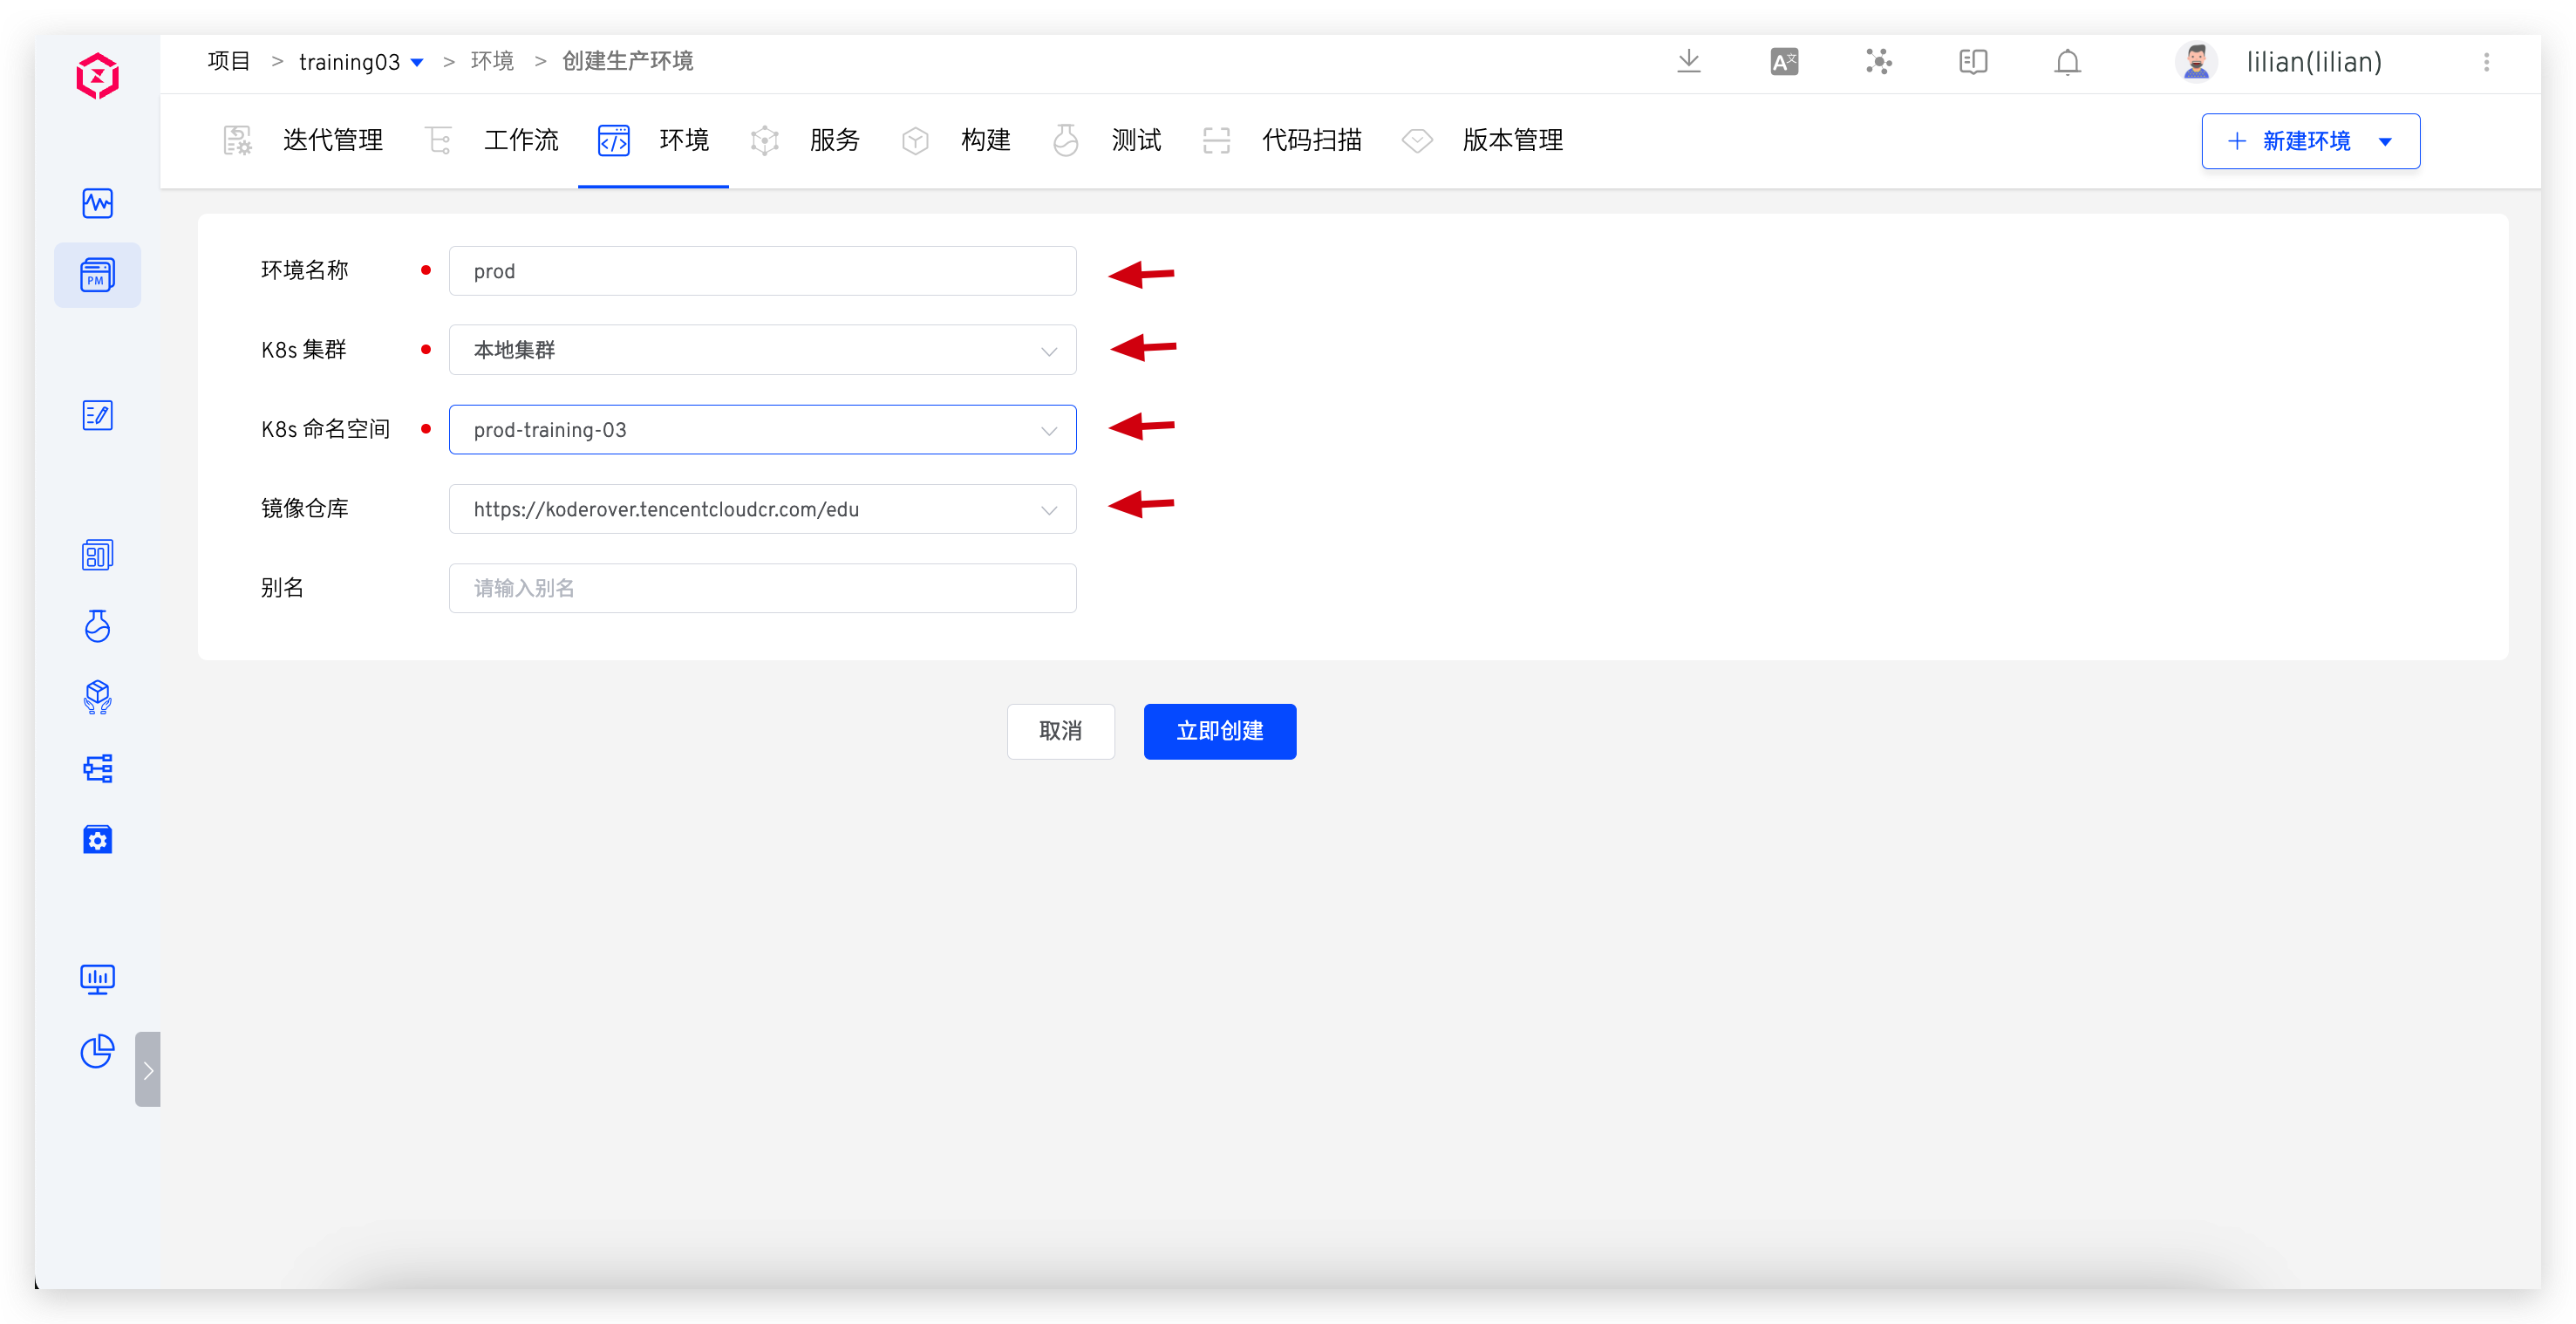 项目 > training03 > 环境 > 创建生产环境
lilian(lilian)
迭代管理 工作流 环境 服务 构建 测试 代码扫描 版本管理
+ 新建环境
PM
环境名称 prod
K8s 集群 本地集群
K8s 命名空间 prod-training-03
镜像仓库 https://koderover.tencentcloudcr.com/edu
别名 请输入别名
取消 立即创建